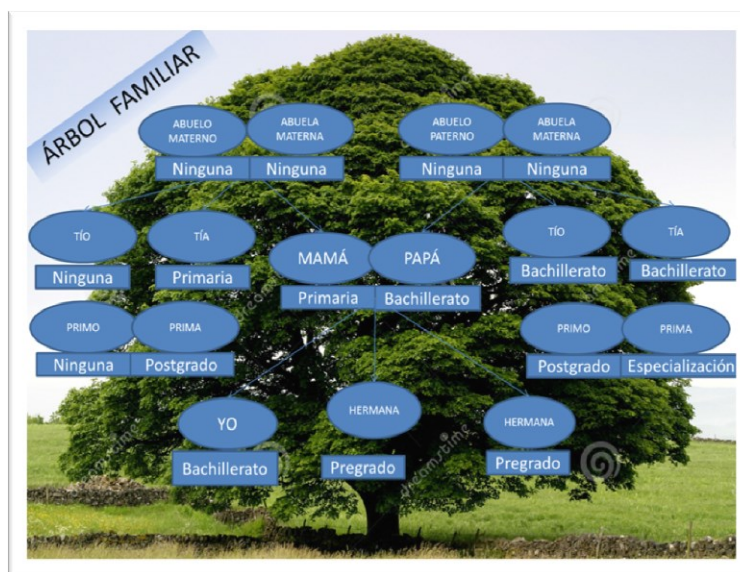 ÁRBOL FAMILIAR
ABUELO
MATERNO
ABUELA
MATERNA
ABUELO
PATERNO
ABUELA
MATERNA
Ninguna
Ninguna
Ninguna
Ninguna
TÍO
TÍA
MAMÁ
PAPÁ
TÍO
TÍA
Ninguna
Primaria
Primaria
Bachillerato
Bachillerato
Bachillerato
PRIMO
PRIMA
PRIMO
PRIMA
Ninguna
Postgrado
Postgrado
Especialización
YO
HERMANA
HERMANA
Bachillerato
Pregrado
Pregrado
dreamstime